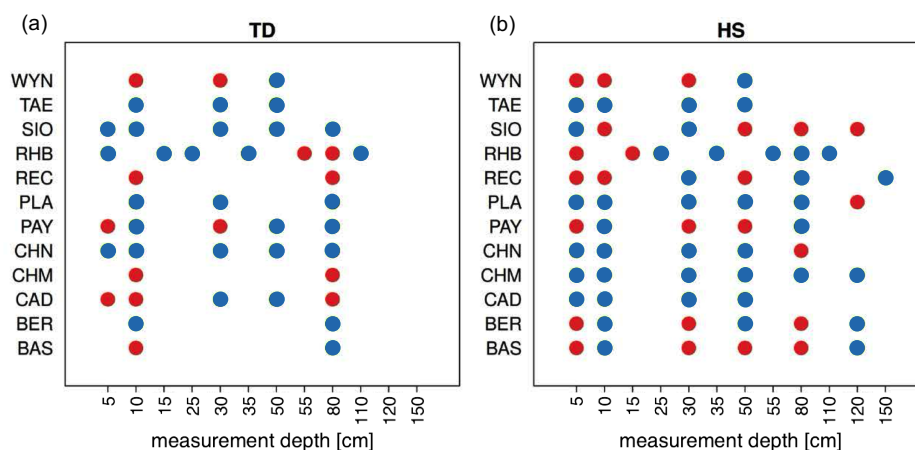 (a)
TD
WYN
TAE
SIO
RHB
REC
PLA
PAY
CHN
CHM
CAD
BER
BAS
5
10
15
25
30
35
50
55
80
110
120
150
measurement depth [cm]
(b)
HS
WYN
TAE
SIO
RHB
REC
PLA
PAY
CHN
CHM
CAD
BER
BAS
5
10
15
25
30
35
50
55
80
110
120
150
measurement depth [cm]